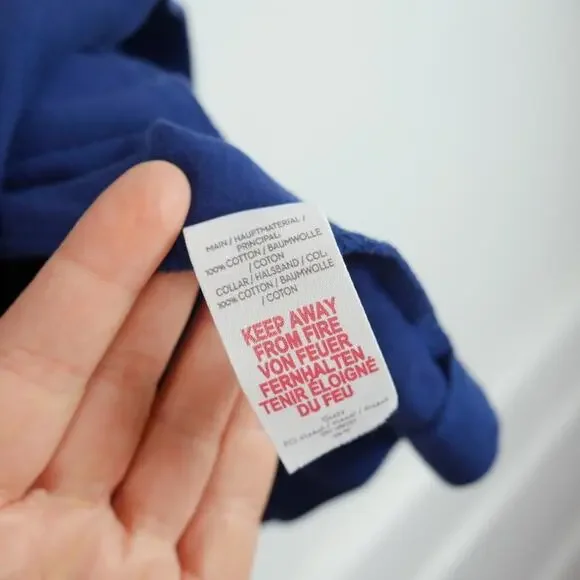 MAIN / HAUPTMATERIAL /
PRINCIPAL:
100% COTTON / BAUMWOLLE
/ COTON
COLLAR / HALSBAND / COL:
100% COTTON / BAUMWOLLE
/ COTON
KEEP AWAY
FROM FIRE
VON FEUER
FERNHALTEN
TENIR ÉLOIGNÉ
DU FEU